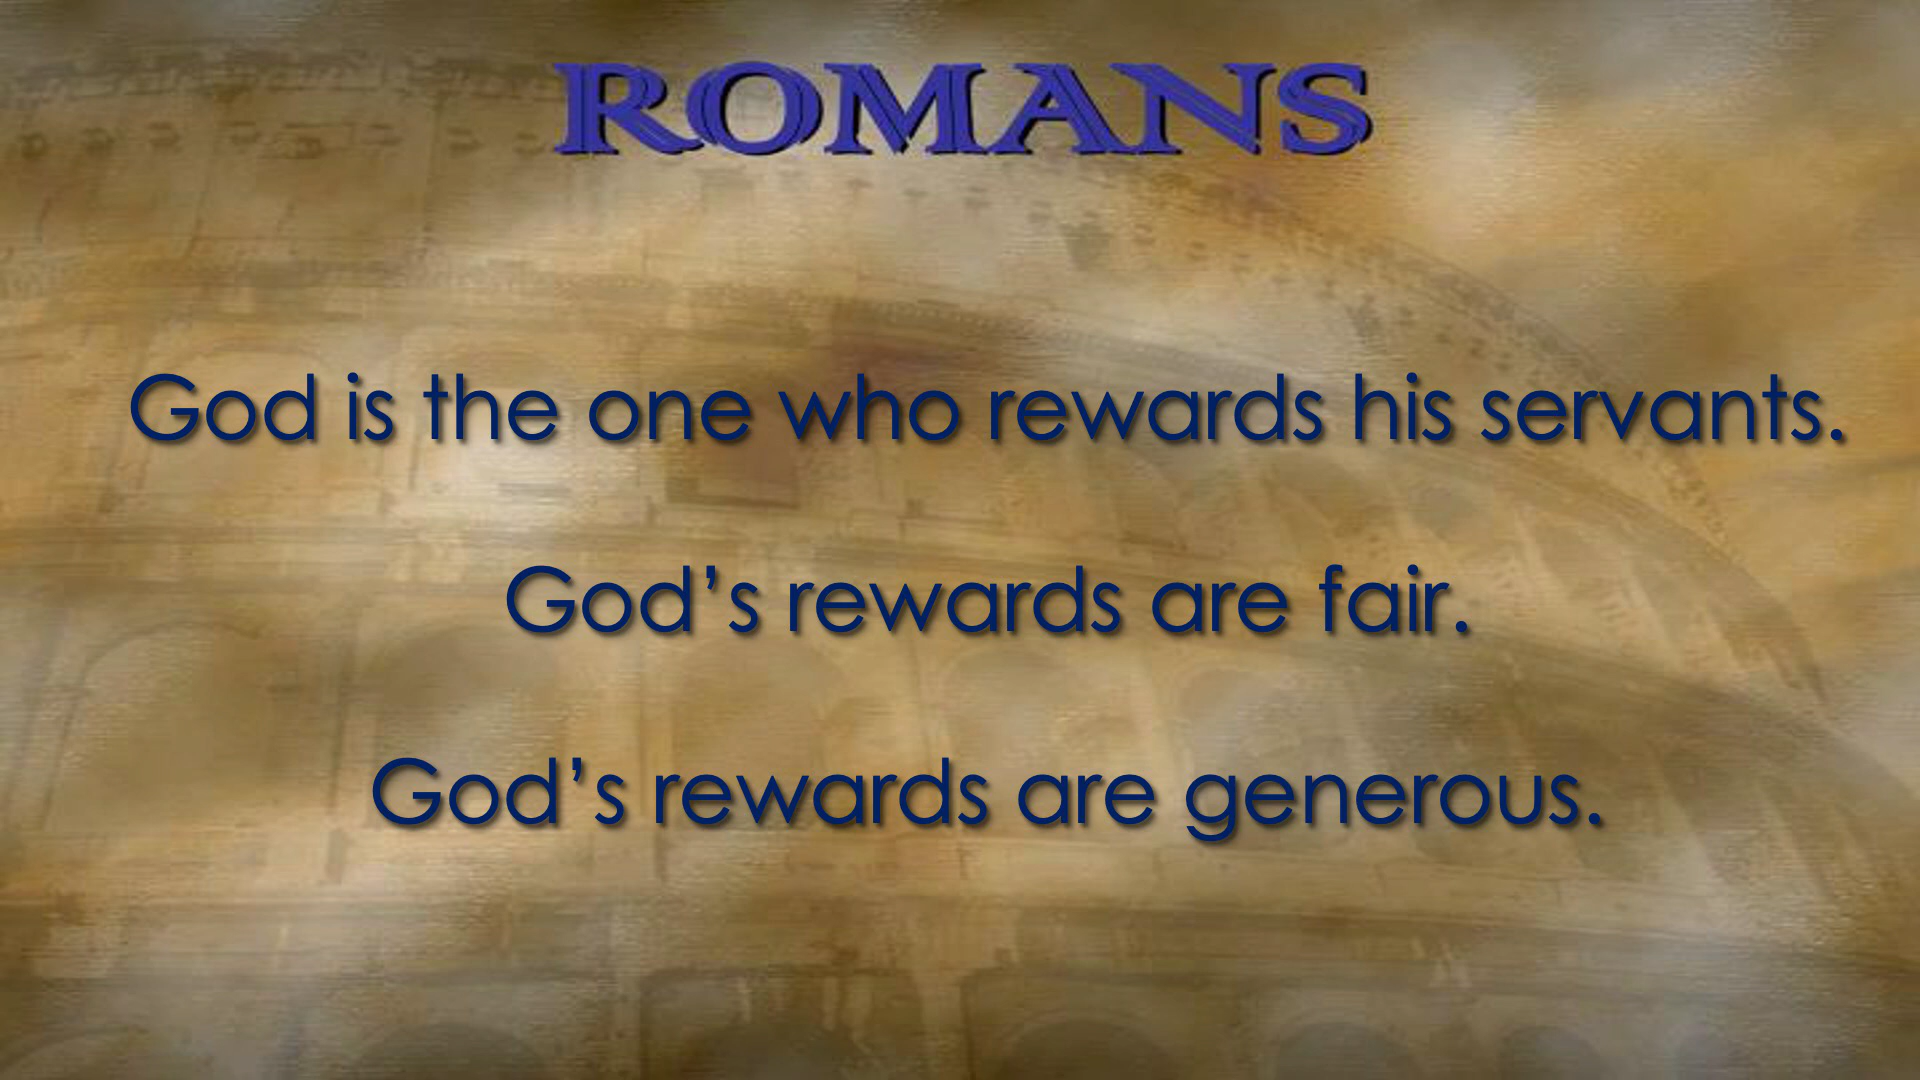 ROMANS
God is the one who rewards his servants.
God’s rewards are fair.
God’s rewards are generous.